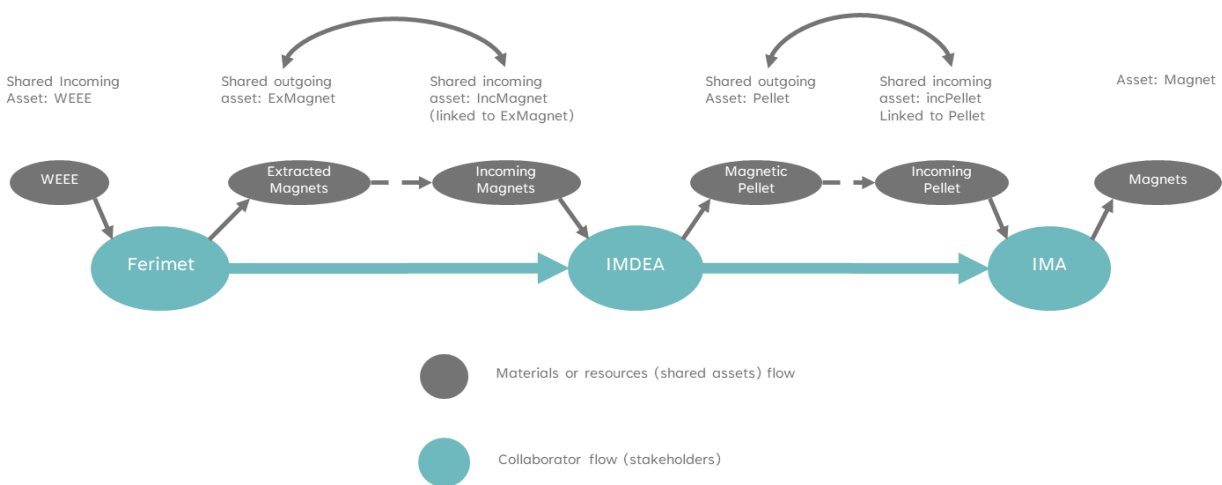 Shared Incoming
Asset: WEEE
Shared outgoing
asset: ExMagnet
Shared incoming
asset: IncMagnet
(linked to ExMagnet)
Shared outgoing
Asset: Pellet
Shared incoming
asset: incPellet
Linked to Pellet
Asset: Magnet
WEEE
Extracted
Magnets
Incoming
Magnets
Magnetic
Pellet
Incoming
Pellet
Magnets
Ferimet
IMDEA
IMA
Materials or resources (shared assets) flow
Collaborator flow (stakeholders)